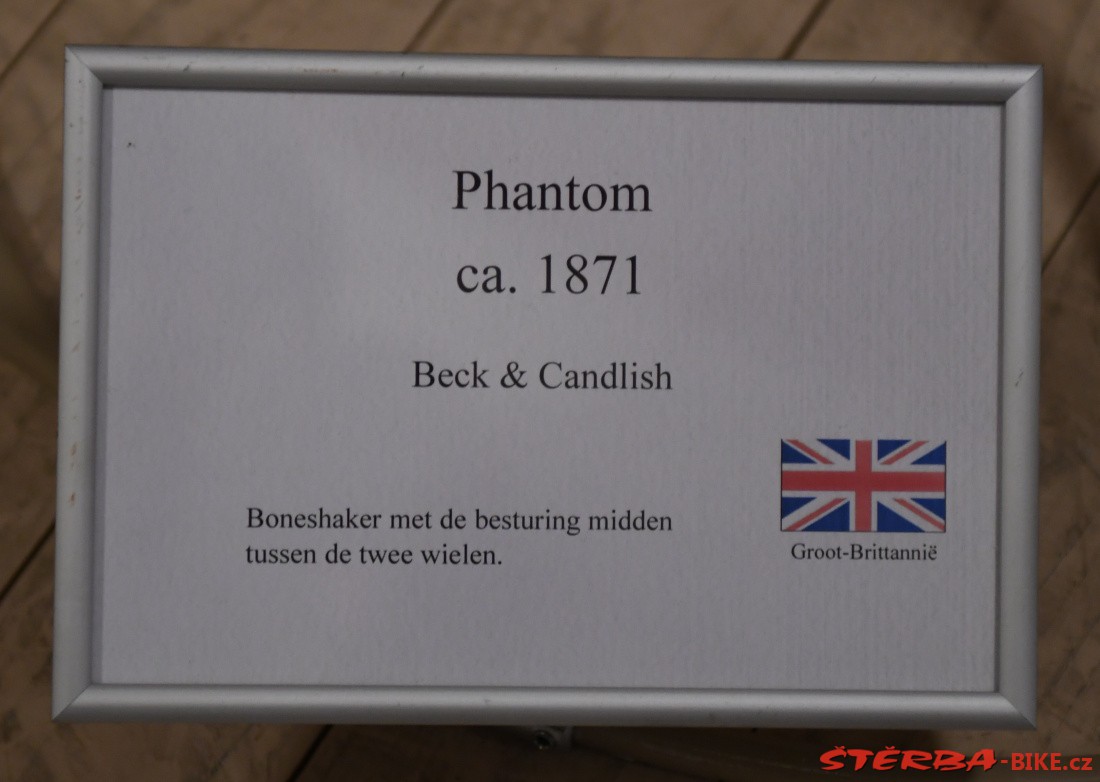 Phantom
ca. 1871
Beck & Candlish
Boneshaker met de besturing midden
tussen de twee wielen.
Groot-Brittannië
ŠTĚRBA-BIKE.cz